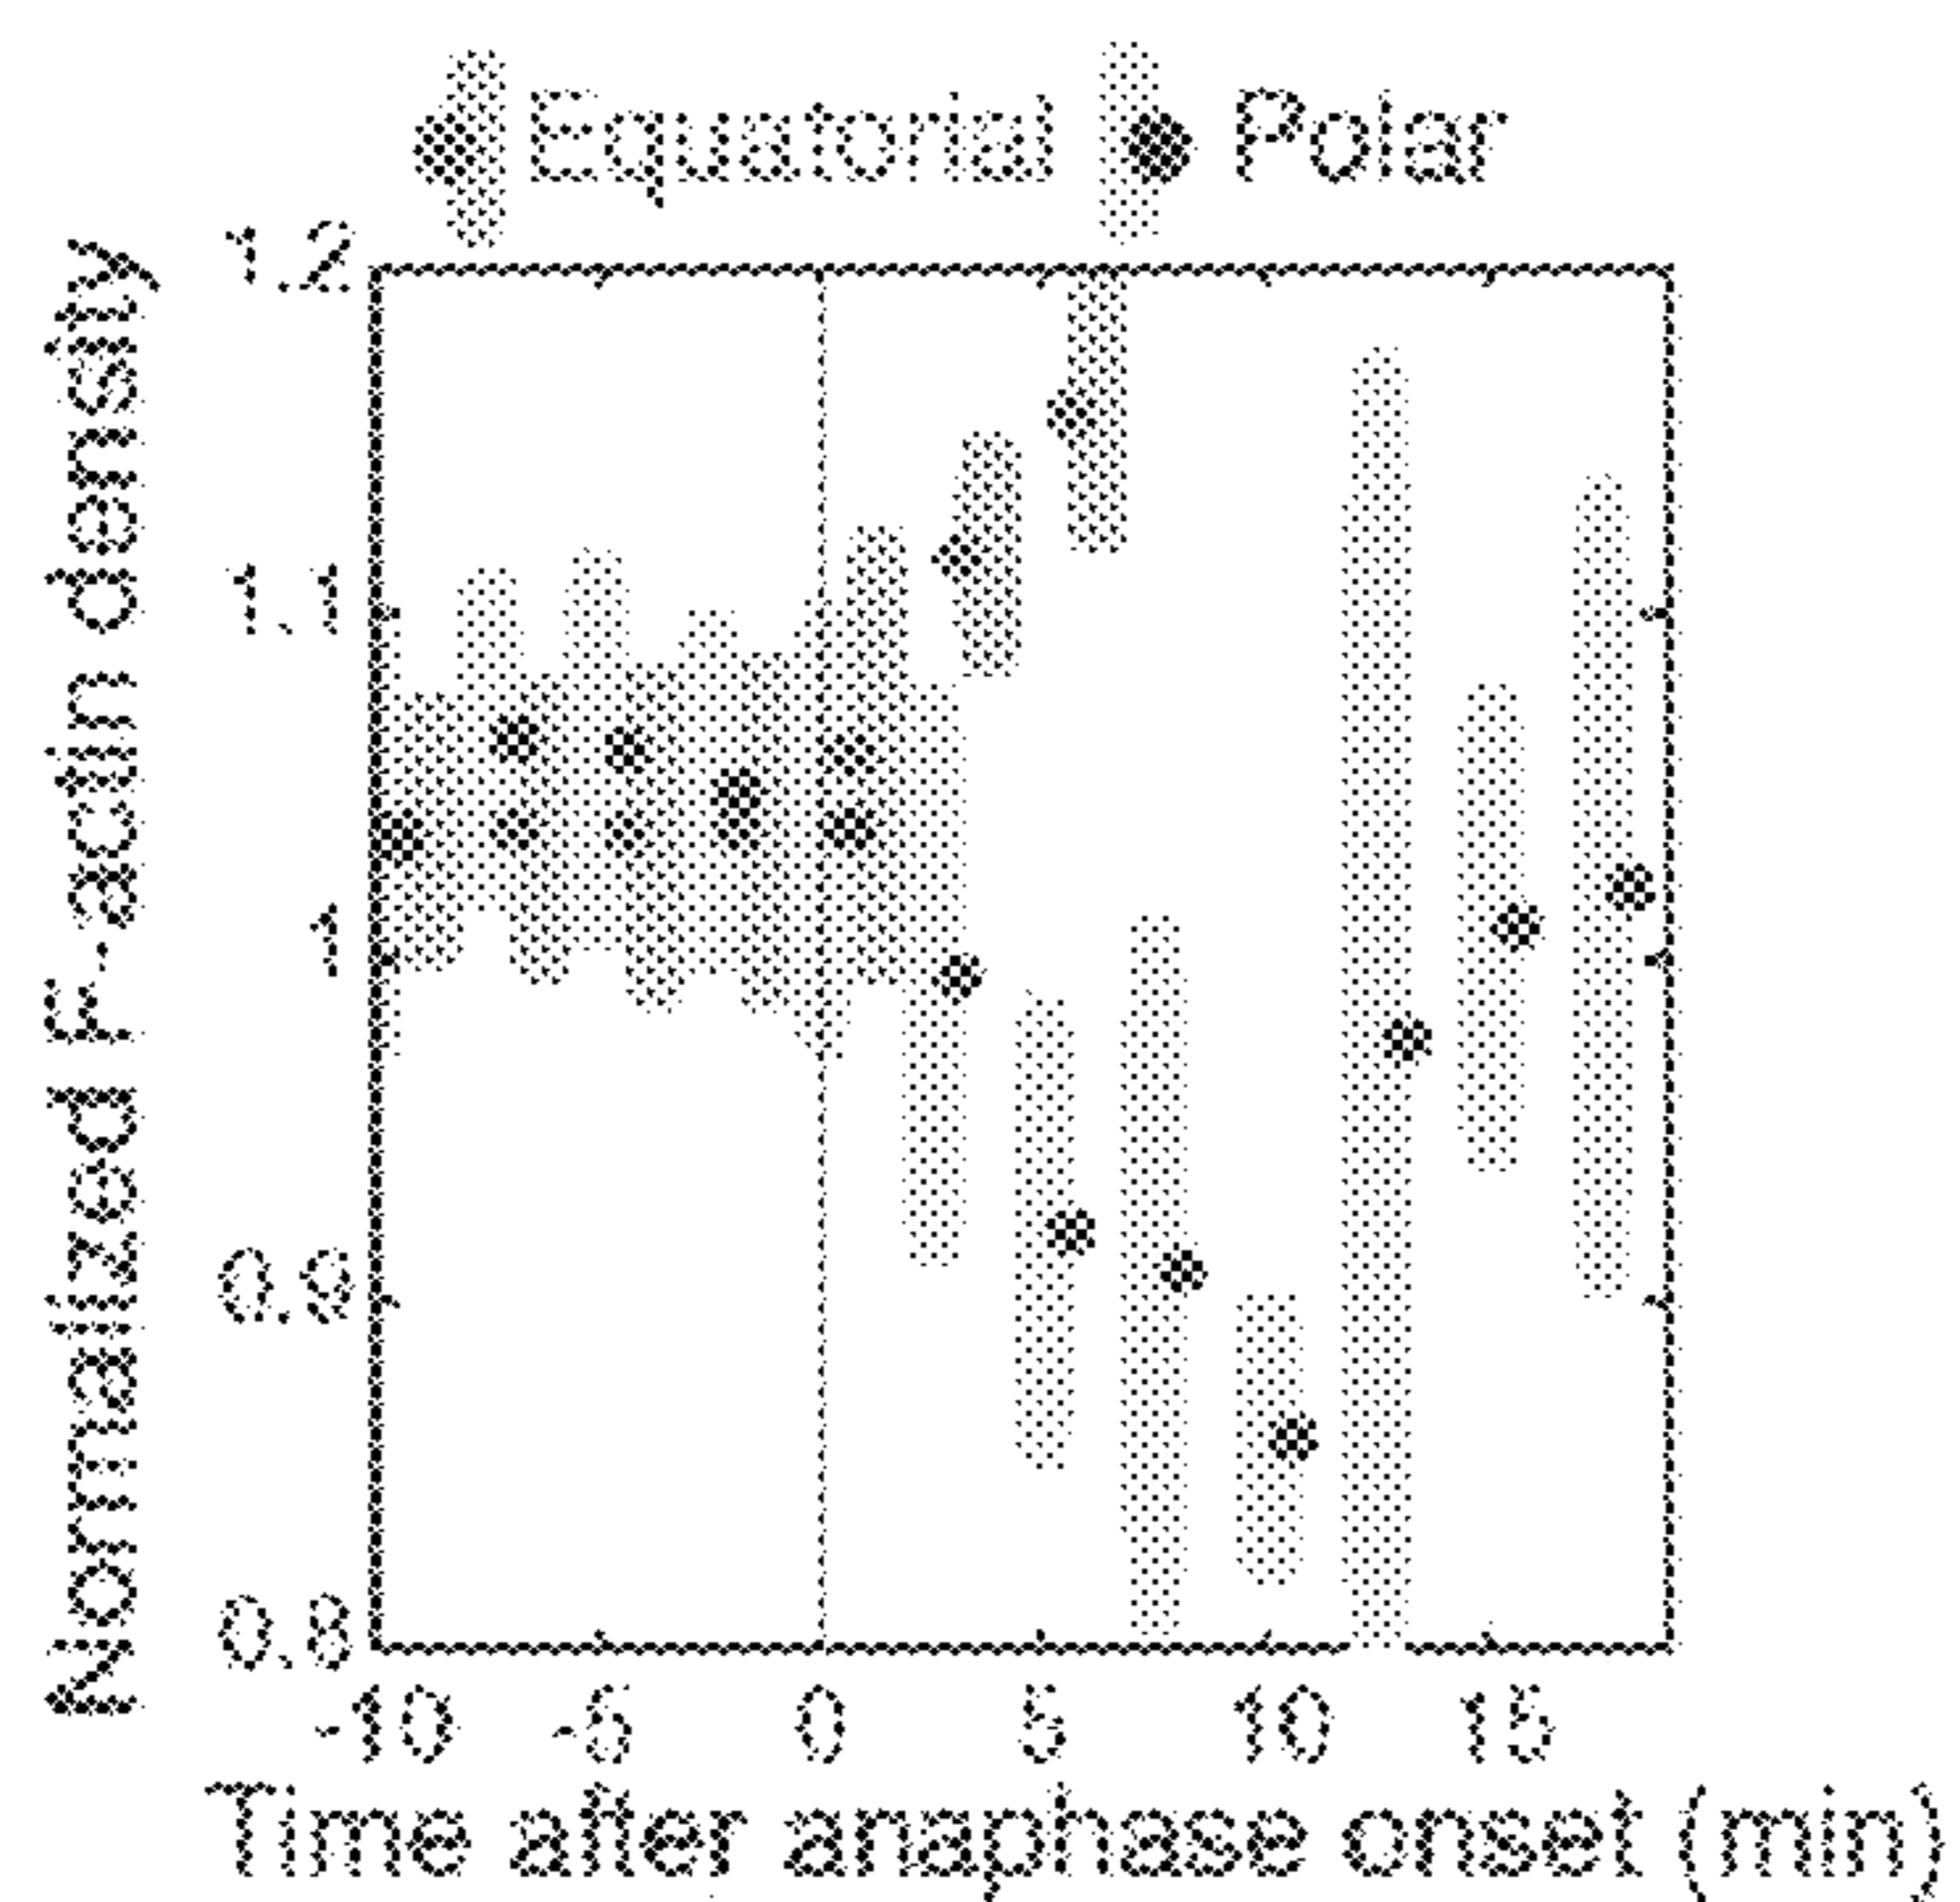 Equatorial Polar
Normalized F-actin density
1.2
1.1
1
0.9
0.8
-10 -5 0 5 10 15
Time after anaphase onset (min)